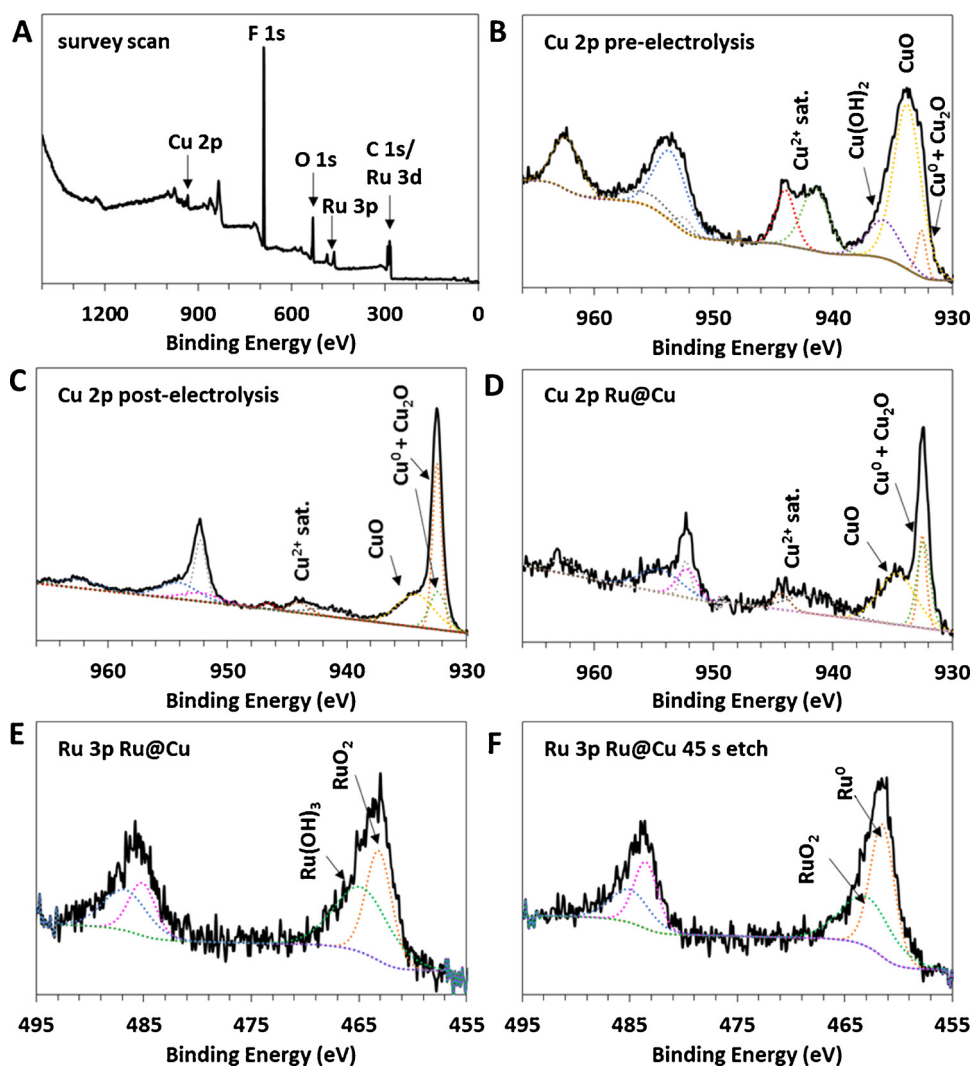 A
survey scan
F 1s
Cu 2p
O 1s
Ru 3p
C 1s/
Ru 3d
1200
900
600
300
0
Binding Energy (eV)
B
Cu 2p pre-electrolysis
Cu²⁺ sat.
Cu(OH)₂
CuO
Cu⁰ + Cu₂O
960
950
940
930
Binding Energy (eV)
C
Cu 2p post-electrolysis
Cu²⁺ sat.
CuO
Cu⁰ + Cu₂O
960
950
940
930
Binding Energy (eV)
D
Cu 2p Ru@Cu
Cu²⁺ sat.
CuO
Cu⁰ + Cu₂O
960
950
940
930
Binding Energy (eV)
E
Ru 3p Ru@Cu
Ru(OH)₃
RuO₂
495
485
475
465
455
Binding Energy (eV)
F
Ru 3p Ru@Cu 45 s etch
RuO₂
Ru⁰
495
485
475
465
455
Binding Energy (eV)